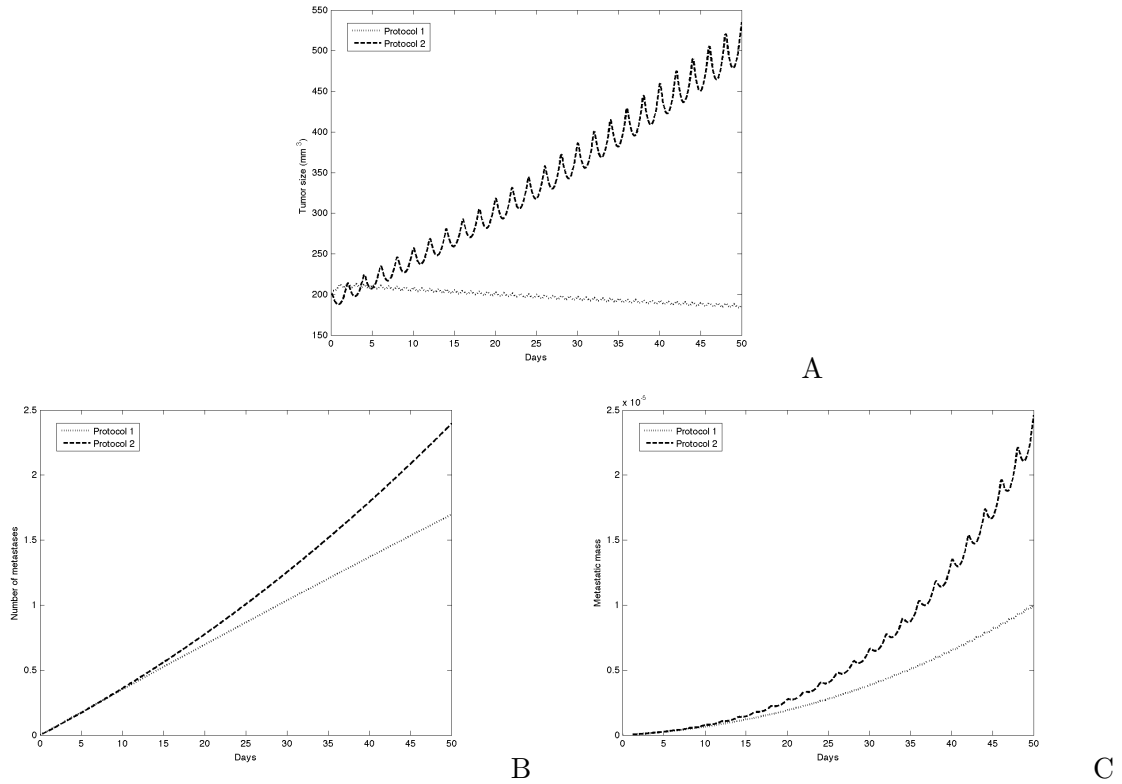 550
500
450
400
350
300
250
200
150
Tumor size (mm 3)
Protocol 1
Protocol 2
0 5 10 15 20 25 30 35 40 45 50
Days
A
2.5
2
1.5
1
0.5
0
Number of metastases
Protocol 1
Protocol 2
0 5 10 15 20 25 30 35 40 45 50
Days
B
x 10 -5
2.5
2
1.5
1
0.5
0
Metastatic mass
Protocol 1
Protocol 2
0 5 10 15 20 25 30 35 40 45 50
Days
C